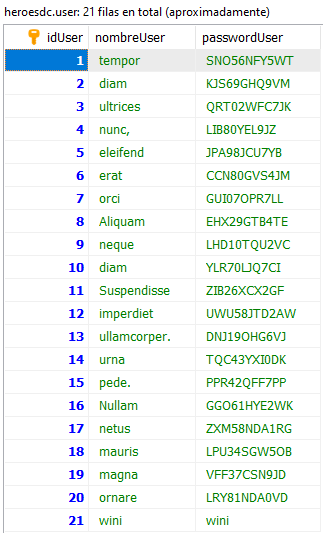 heroesdc.user: 21 filas en total (aproximadamente)
idUser nombreUser passwordUser
1 tempor SNO56NFY5WT
2 diam KJS69GHQ9VM
3 ultrices QRT02WFC7JK
4 nunc, LIB80YEL9JZ
5 eleifend JPA98JCU7YB
6 erat CCN80GVS4JM
7 orci GUI07OPR7LL
8 Aliquam EHX29GTB4TE
9 neque LHD10TQU2VC
10 diam YLR70LJQ7CI
11 Suspendisse ZIB26XCX2GF
12 imperdiet UWU58JTD2AW
13 ullamcorper. DNJ19OHG6VJ
14 urna TQC43YXI0DK
15 pede. PPR42QFF7PP
16 Nullam GGO61HYE2WK
17 netus ZXM58NDA1RG
18 mauris LPU34SGW5OB
19 magna VFF37CSN9JD
20 ornare LRY81NDA0VD
21 wini wini